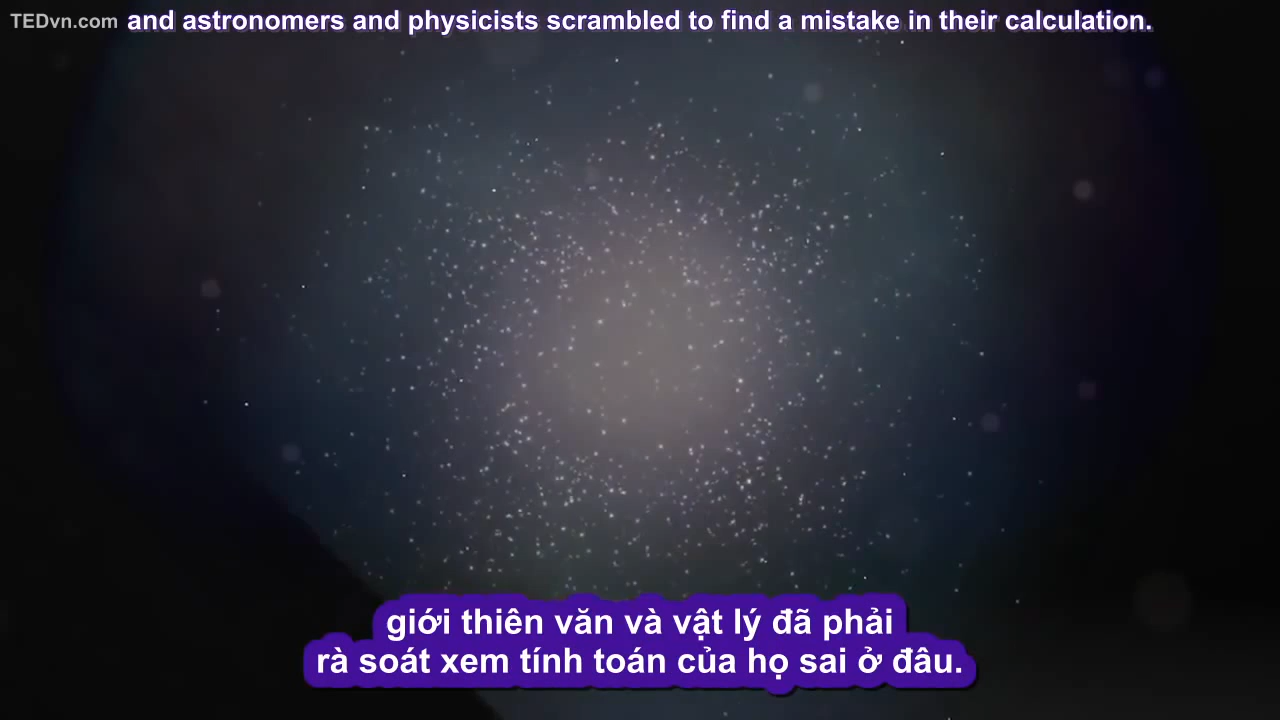 TEDvn.com
and astronomers and physicists scrambled to find a mistake in their calculation.
giới thiên văn và vật lý đã phải
rà soát xem tính toán của họ sai ở đâu.